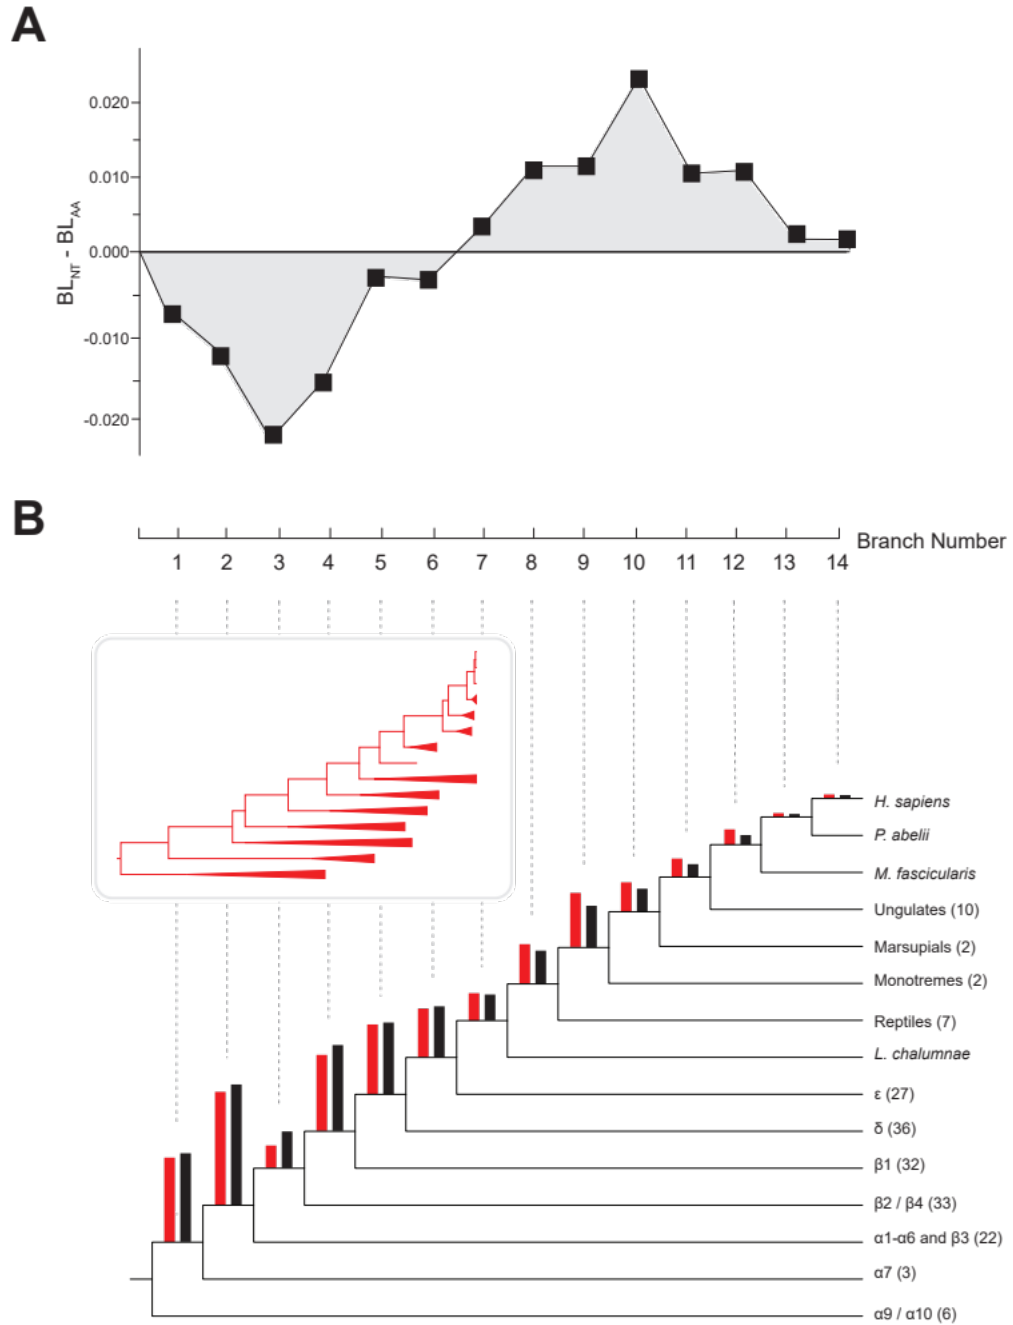 A
0.020
0.010
0.000
-0.010
-0.020
BL_NT - BL_AA
B
Branch Number
1 2 3 4 5 6 7 8 9 10 11 12 13 14
H. sapiens
P. abelii
M. fascicularis
Ungulates (10)
Marsupials (2)
Monotremes (2)
Reptiles (7)
L. chalumnae
ε (27)
δ (36)
β1 (32)
β2 / β4 (33)
α1-α6 and β3 (22)
α7 (3)
α9 / α10 (6)